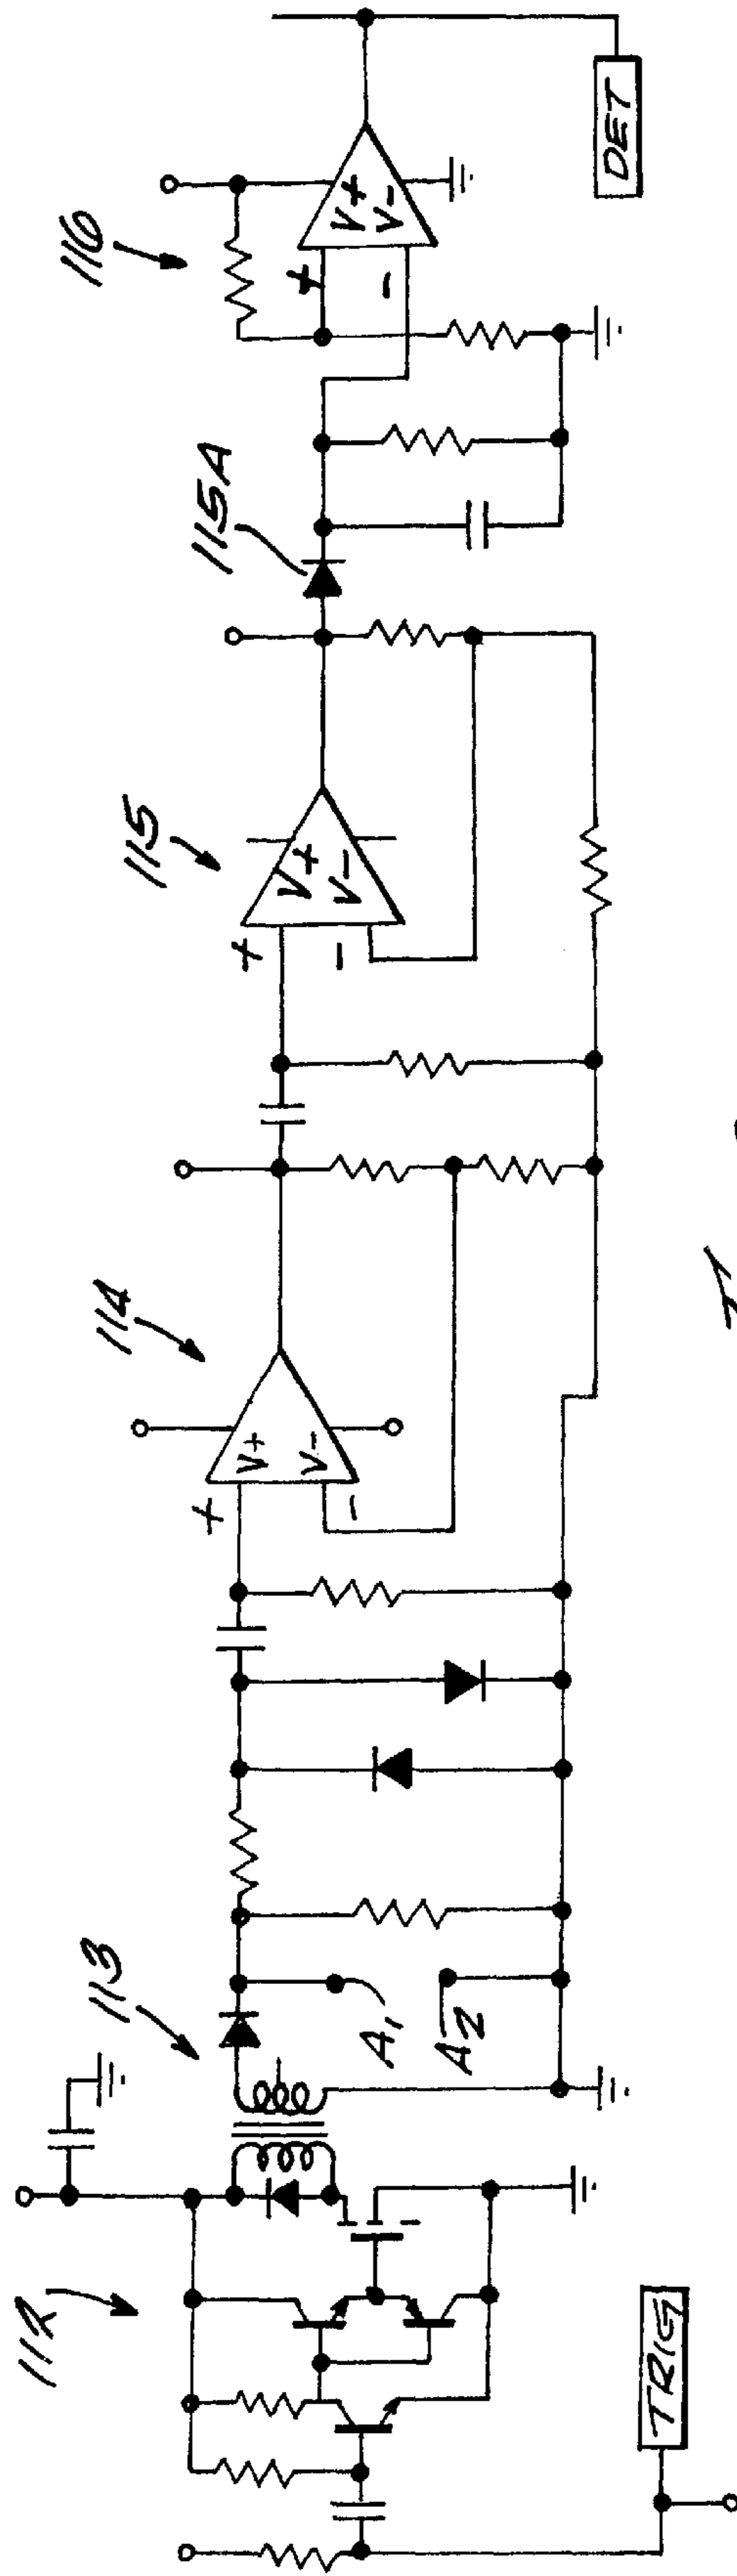 112
TRIG
113
A1
A2
+
V+
V-
-
114
+
V+
V-
-
115
115A
116
+
V+
V-
-
DET